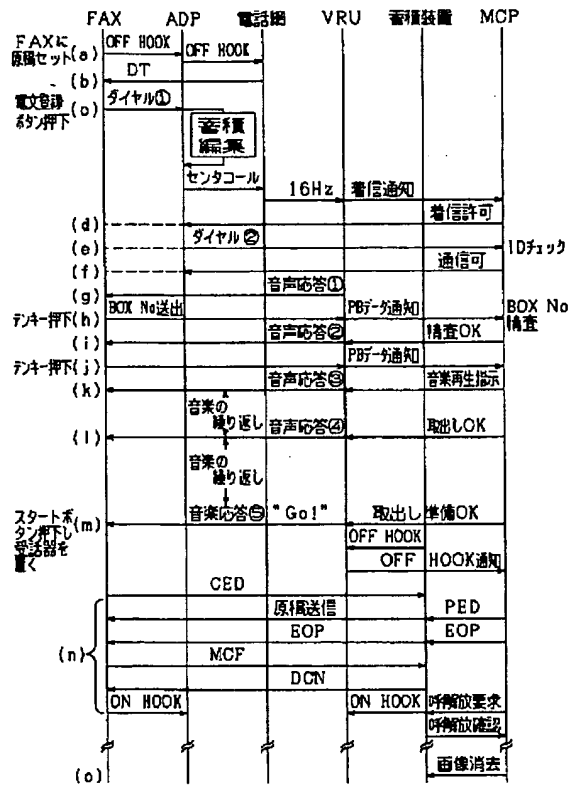 FAX ADP 電話網 VRU 蓄積装置 MCP
FAXに
原稿セット(a) OFF HOOK OFF HOOK
(b) DT
電文登録
ボタン押下 (c) ダイヤル①
蓄積
編集
センタコール
16Hz 着信通知
(d) 着信許可
(e) ダイヤル② IDチェック
(f) 通信可
(g) 音声応答①
テンキー押下(h) BOX No送出 PBデータ通知 BOX No
精査
(i) 音声応答② 精査OK
テンキー押下(j) PBデータ通知
(k) 音声応答③ 音楽再生指示
音楽の
繰り返し
(l) 音声応答④ 取出しOK
音楽の
繰り返し
スタートボ
タン押下し
受話器を
置く
(m) 音楽応答⑤ "Go!" 取出し準備OK
OFF HOOK
OFF HOOK通知
CED
原稿送信 PED
EOP EOP
(n) MCF
DCN
ON HOOK ON HOOK 呼解放要求
呼解放確認
(o) 画像消去